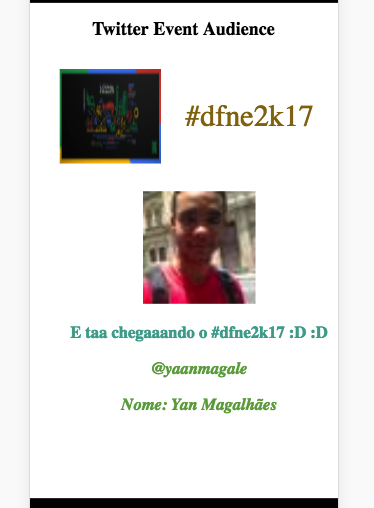 Twitter Event Audience
#dfne2k17
E taa chegaaando o #dfne2k17 :D :D
@yaanmagale
Nome: Yan Magalhães